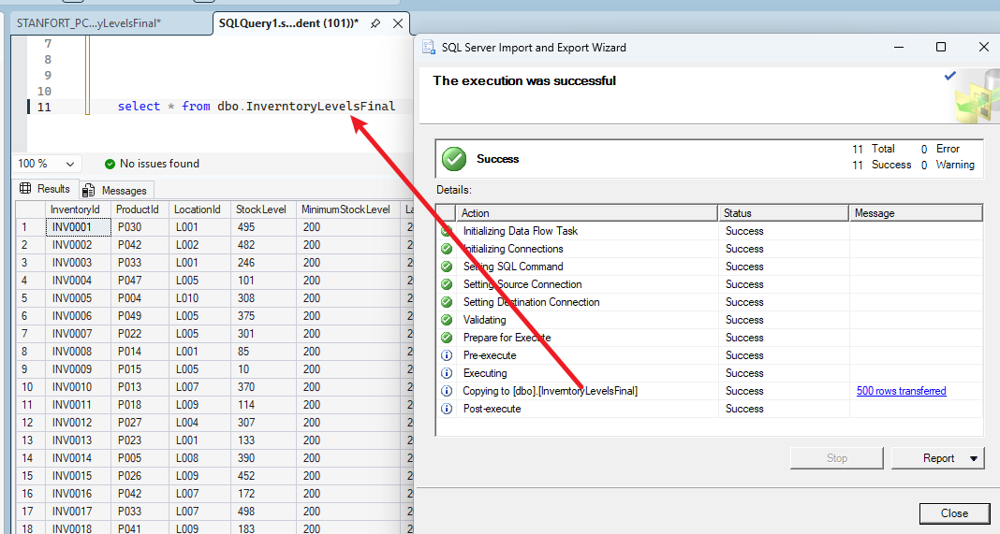 STANFORT_PC...yLevelsFinal*
SQLQuery1.s...dent (101))*
7
8
9
10
11 select * from dbo.InverntoryLevelsFinal
100 %
No issues found
Results
Messages
InventoryId ProductId LocationId StockLevel MinimumStockLevel La
1 INV0001 P030 L001 495 200 2
2 INV0002 P042 L002 482 200 2
3 INV0003 P033 L001 246 200 2
4 INV0004 P047 L005 101 200 2
5 INV0005 P004 L010 308 200 2
6 INV0006 P049 L005 375 200 2
7 INV0007 P022 L005 301 200 2
8 INV0008 P014 L001 85 200 2
9 INV0009 P015 L005 10 200 2
10 INV0010 P013 L007 370 200 2
11 INV0011 P018 L009 114 200 2
12 INV0012 P027 L004 307 200 2
13 INV0013 P023 L001 133 200 2
14 INV0014 P005 L008 390 200 2
15 INV0015 P026 L009 452 200 2
16 INV0016 P042 L007 172 200 2
17 INV0017 P033 L007 498 200 2
18 INV0018 P041 L009 183 200 2
SQL Server Import and Export Wizard
The execution was successful
Success
11 Total 0 Error
11 Success 0 Warning
Details:
Action Status Message
Initializing Data Flow Task Success
Initializing Connections Success
Setting SQL Command Success
Setting Source Connection Success
Setting Destination Connection Success
Validating Success
Prepare for Execute Success
Pre-execute Success
Executing Success
Copying to [dbo].[InverntoryLevelsFinal] Success 500 rows transferred
Post-execute Success
Stop
Report
Close